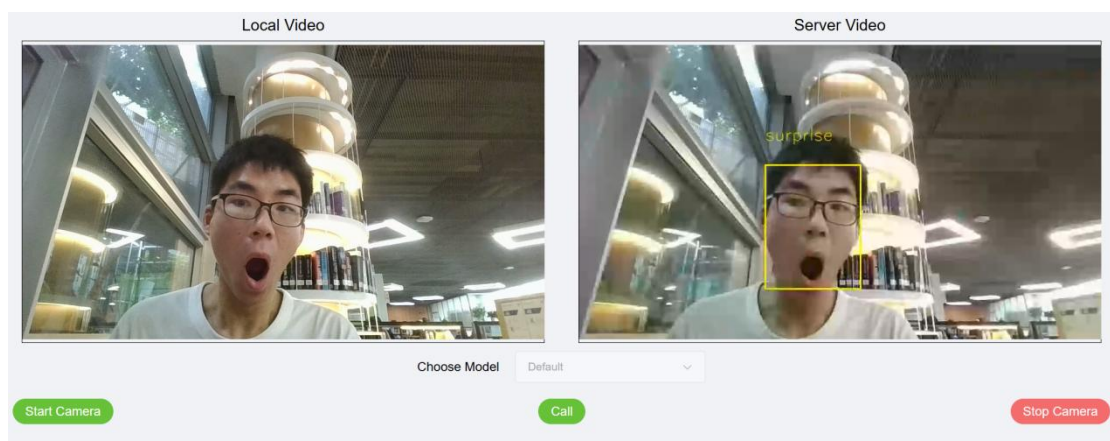 Local Video
Server Video
surprise
Choose Model
Default
Start Camera
Call
Stop Camera